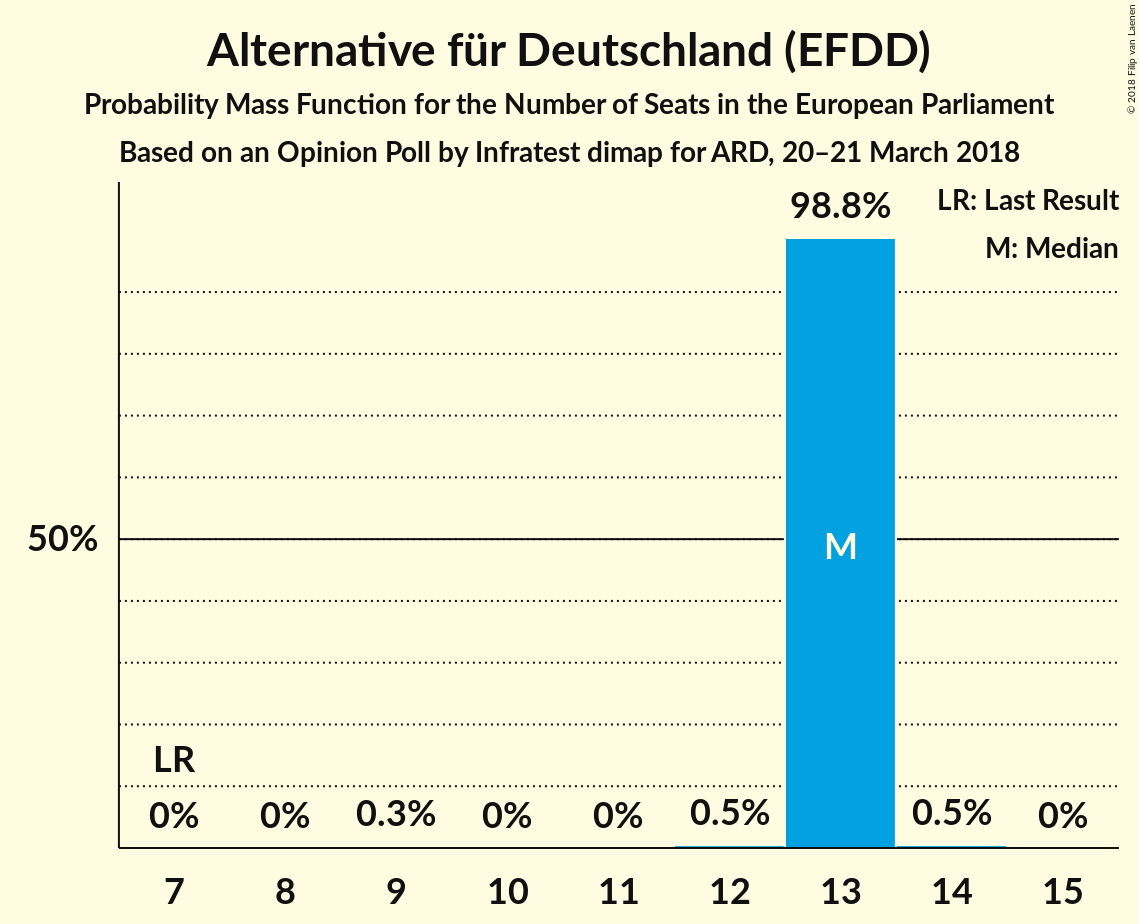 Alternative für Deutschland (EFDD)
Probability Mass Function for the Number of Seats in the European Parliament
Based on an Opinion Poll by Infratest dimap for ARD, 20–21 March 2018
© 2018 Filip van Laenen
LR: Last Result
M: Median
98.8%
50%
M
LR
0% 0% 0.3% 0% 0% 0.5% 0.5% 0%
7 8 9 10 11 12 13 14 15